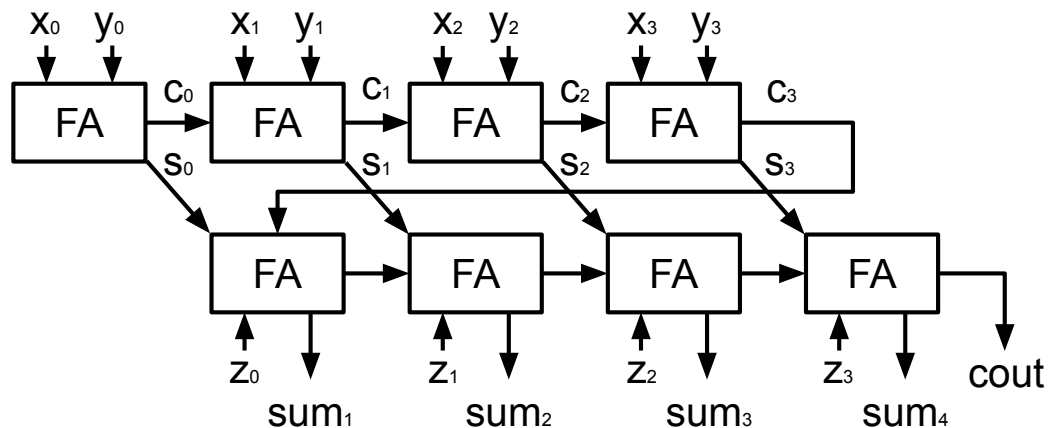 x₀ y₀ x₁ y₁ x₂ y₂ x₃ y₃
FA c₀ FA c₁ FA c₂ FA c₃
s₀ s₁ s₂ s₃
FA FA FA FA
z₀ z₁ z₂ z₃ cout
sum₁ sum₂ sum₃ sum₄